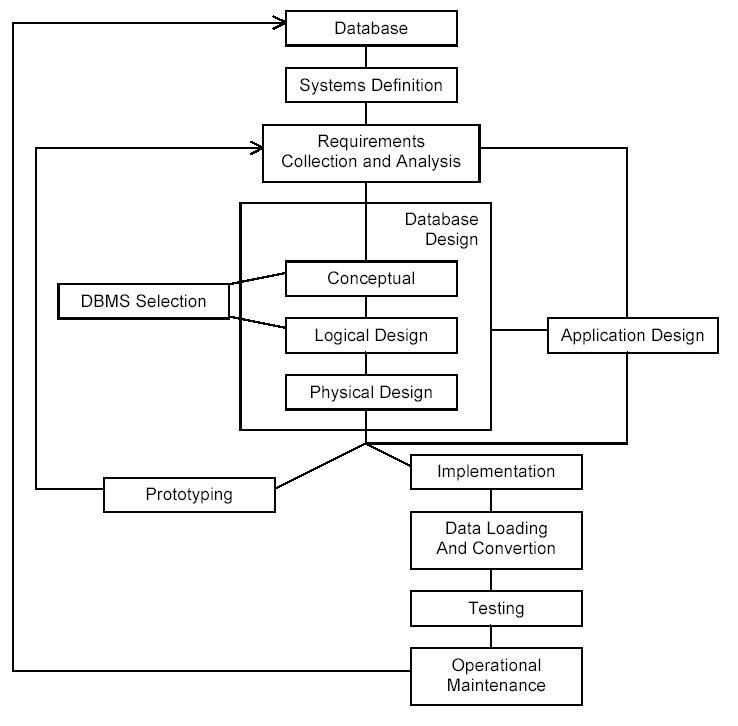 Database
Systems Definition
Requirements
Collection and Analysis
Database
Design
Conceptual
DBMS Selection
Logical Design
Application Design
Physical Design
Implementation
Prototyping
Data Loading
And Convertion
Testing
Operational
Maintenance